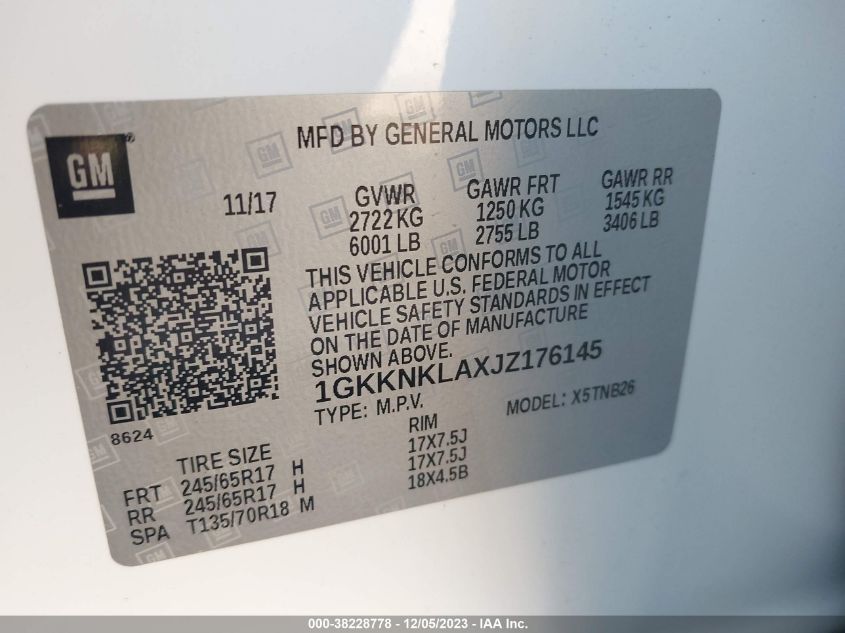 MFD BY GENERAL MOTORS LLC
GM
®
11/17
GVWR GAWR FRT GAWR RR
2722 KG 1250 KG 1545 KG
6001 LB 2755 LB 3406 LB
THIS VEHICLE CONFORMS TO ALL
APPLICABLE U.S. FEDERAL MOTOR
VEHICLE SAFETY STANDARDS IN EFFECT
ON THE DATE OF MANUFACTURE
SHOWN ABOVE.
1GKKNKLAXJZ176145
TYPE: M.P.V. MODEL: X5TNB26
8624
TIRE SIZE RIM
FRT 245/65R17 H 17X7.5J
RR 245/65R17 H 17X7.5J
SPA T135/70R18 M 18X4.5B
000-38228778 - 12/05/2023 - IAA Inc.